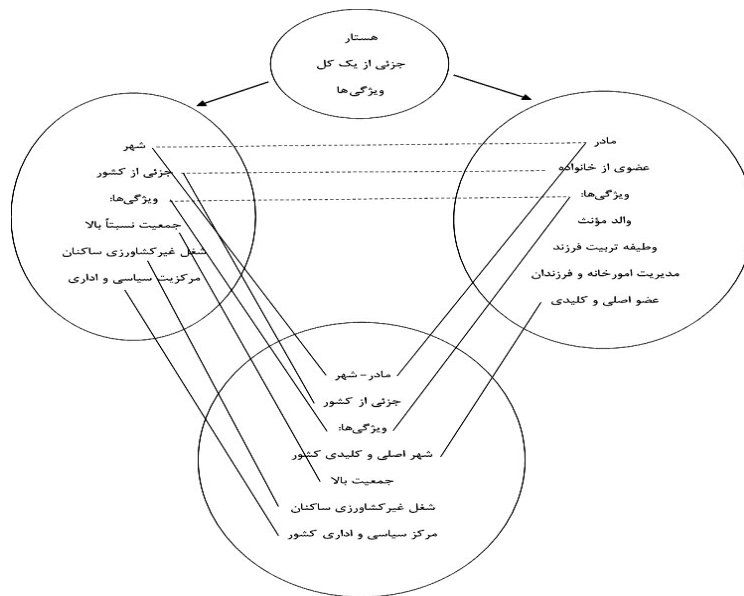 هستار
جزئی از یک کل
ویژگی‌ها
مادر
عضوی از خانواده
ویژگی‌ها:
والد مؤنث
وظیفه تربیت فرزند
مدیریت امورخانه و فرزندان
عضو اصلی و کلیدی
شهر
جزئی از کشور
ویژگی‌ها:
جمعیت نسبتاً بالا
شغل غیرکشاورزی ساکنان
مرکزیت سیاسی و اداری
مادر-شهر
جزئی از کشور
ویژگی‌ها:
شهر اصلی و کلیدی کشور
جمعیت بالا
شغل غیرکشاورزی ساکنان
مرکز سیاسی و اداری کشور